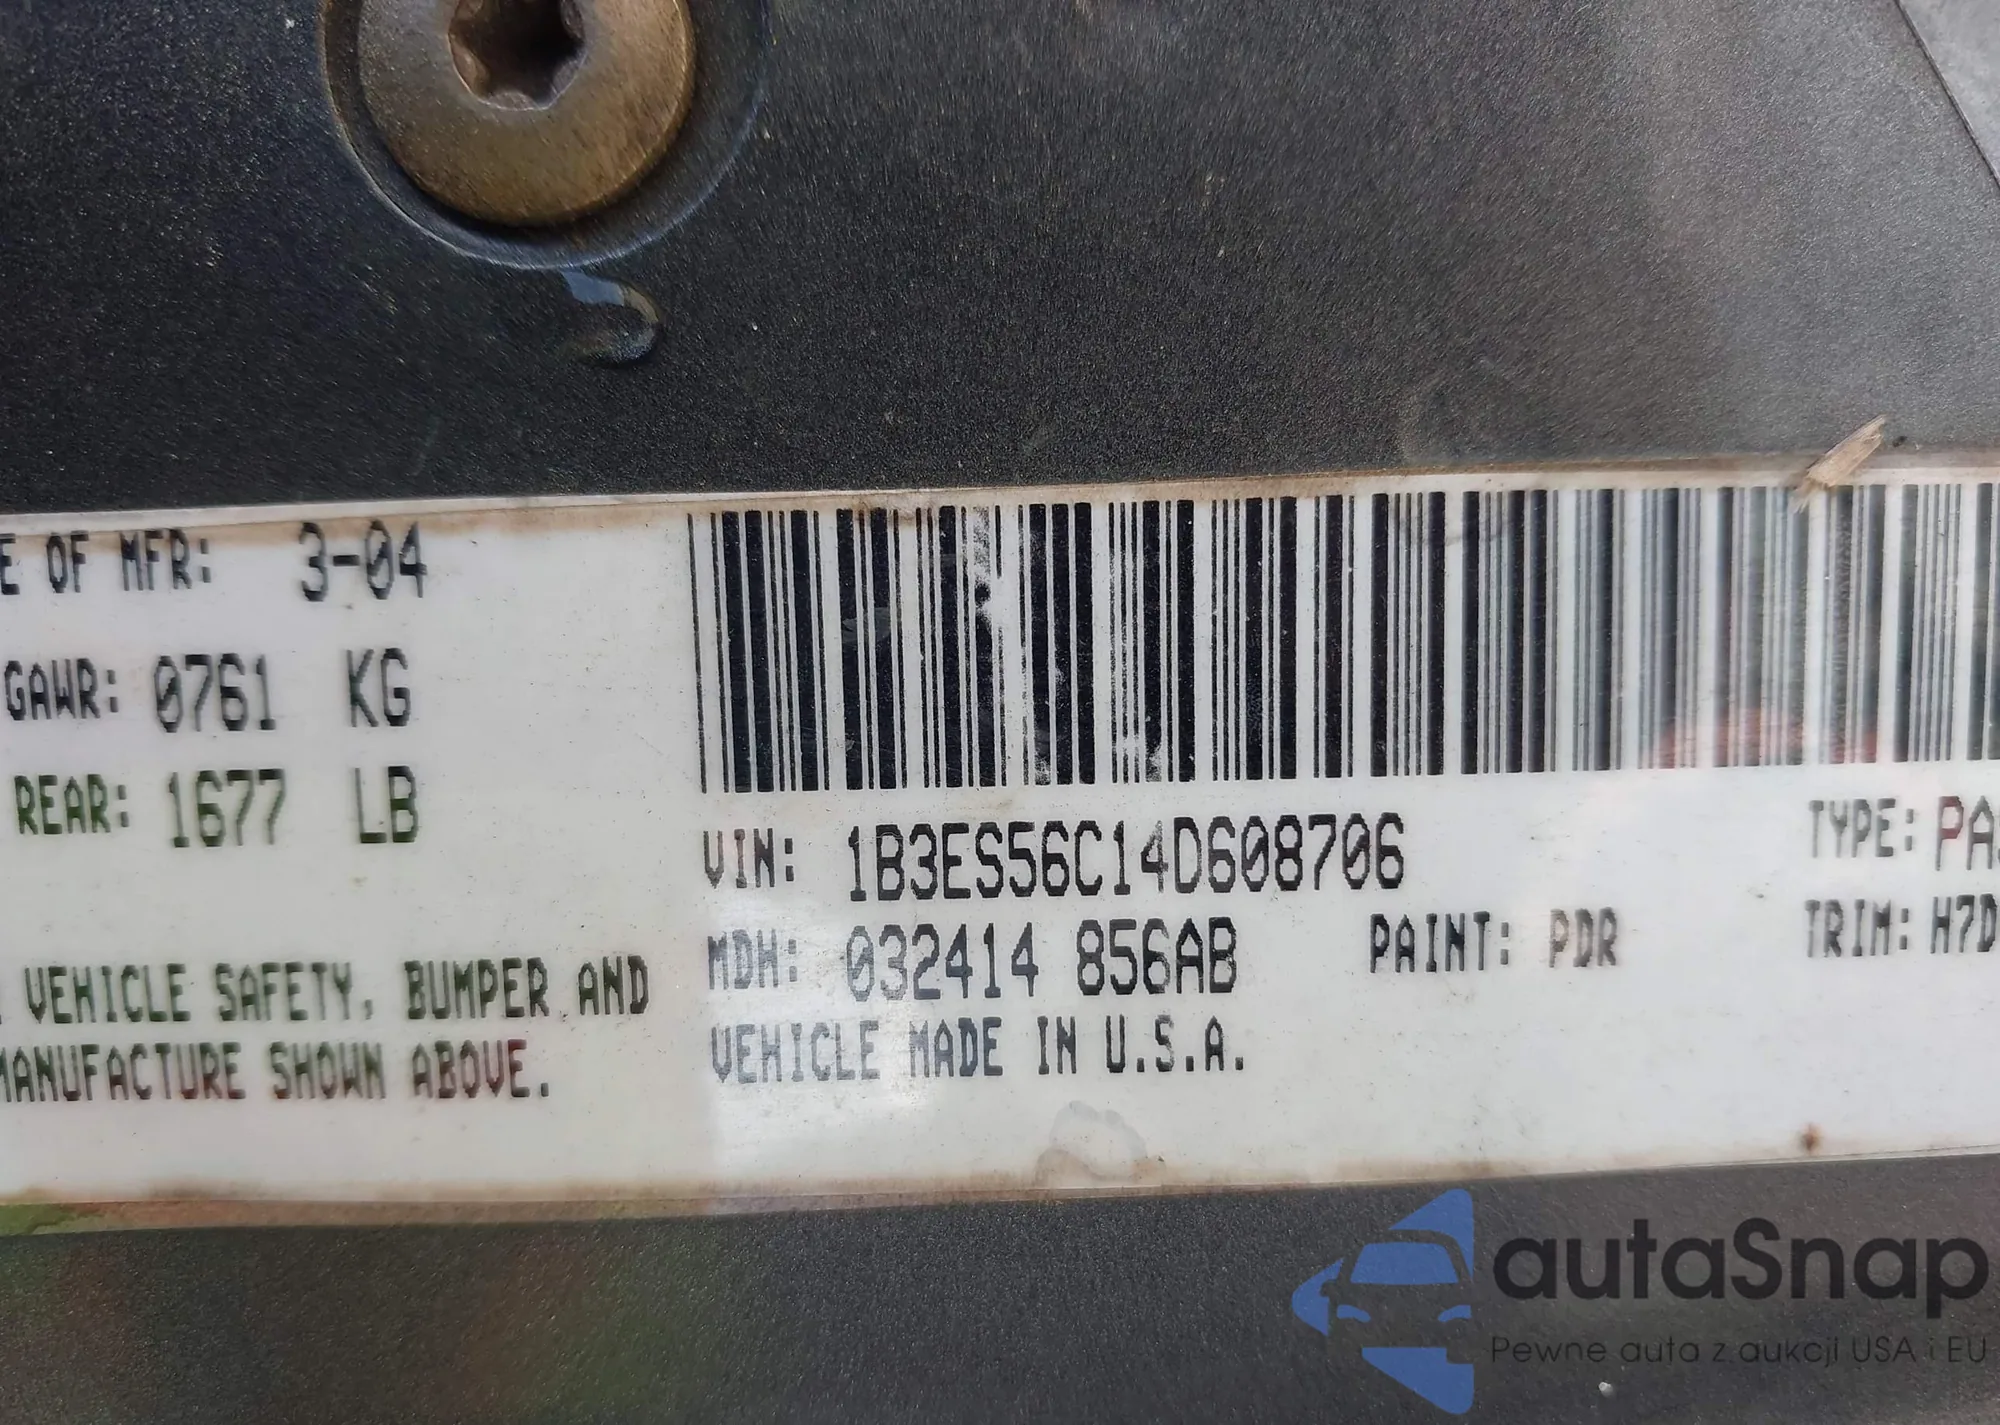 E OF MFR: 3-04
GAWR: 0761 KG
REAR: 1677 LB
VEHICLE SAFETY, BUMPER AND
MANUFACTURE SHOWN ABOVE.
VIN: 1B3ES56C14D608706
TYPE: PAS
MDH: 032414 856AB PAINT: PDR TRIM: H7D
VEHICLE MADE IN U.S.A.
autaSnap
Pewne auta z aukcji USA i EU